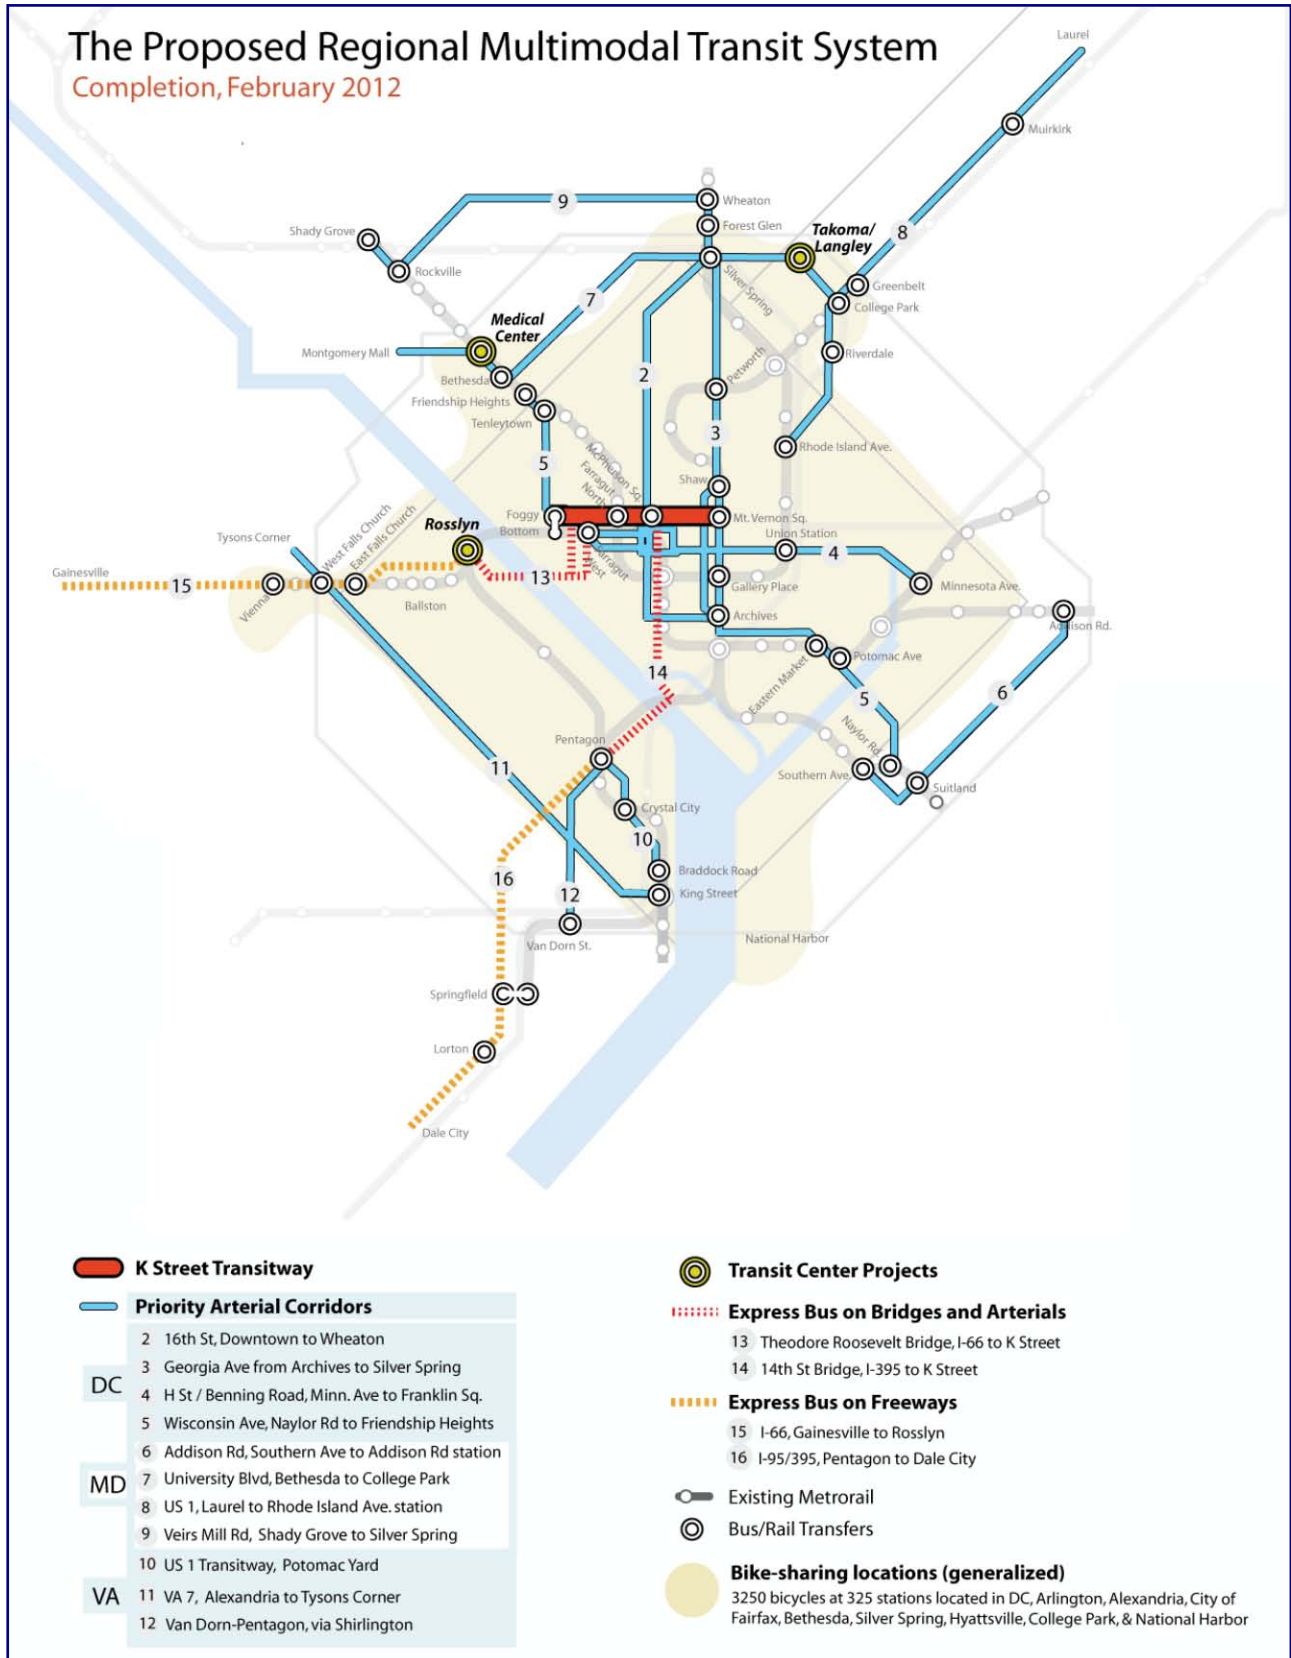 The Proposed Regional Multimodal Transit System
Completion, February 2012
Laurel
Muirkirk
9
Wheaton
Forest Glen
Takoma/
Langley
8
Shady Grove
Rockville
Silver Spring
Greenbelt
College Park
7
Medical
Center
Montgomery Mall
Bethesda
Riverdale
Petworth
2
Friendship Heights
Tenleytown
3
Rhode Island Ave.
5
McPherson Sq.
Farragut
North
Shaw
Foggy
Bottom
Mt. Vernon Sq.
Union Station
4
Rosslyn
West Falls Church
East Falls Church
Tysons Corner
Farragut
West
Gainesville
15
13
Vienna
Ballston
Gallery Place
Minnesota Ave.
Archives
Addison Rd.
14
Eastern Market
Potomac Ave
5
6
Naylor Rd.
Pentagon
11
Southern Ave.
Suitland
Crystal City
10
Braddock Road
16
12
King Street
Van Dorn St.
National Harbor
Springfield
Lorton
Dale City
K Street Transitway
Priority Arterial Corridors
DC
2 16th St, Downtown to Wheaton
3 Georgia Ave from Archives to Silver Spring
4 H St / Benning Road, Minn. Ave to Franklin Sq.
5 Wisconsin Ave, Naylor Rd to Friendship Heights
MD
6 Addison Rd, Southern Ave to Addison Rd station
7 University Blvd, Bethesda to College Park
8 US 1, Laurel to Rhode Island Ave. station
9 Veirs Mill Rd, Shady Grove to Silver Spring
VA
10 US 1 Transitway, Potomac Yard
11 VA 7, Alexandria to Tysons Corner
12 Van Dorn-Pentagon, via Shirlington
Transit Center Projects
Express Bus on Bridges and Arterials
13 Theodore Roosevelt Bridge, I-66 to K Street
14 14th St Bridge, I-395 to K Street
Express Bus on Freeways
15 I-66, Gainesville to Rosslyn
16 I-95/395, Pentagon to Dale City
Existing Metrorail
Bus/Rail Transfers
Bike-sharing locations (generalized)
3250 bicycles at 325 stations located in DC, Arlington, Alexandria, City of
Fairfax, Bethesda, Silver Spring, Hyattsville, College Park, & National Harbor